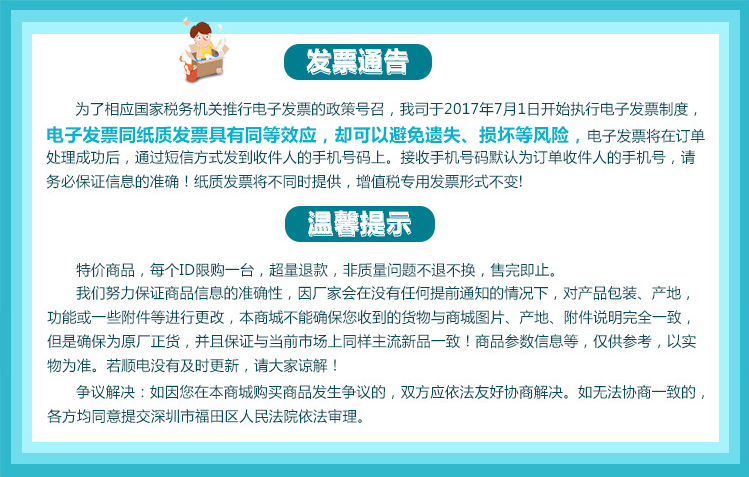 发票通告
为了相应国家税务机关推行电子发票的政策号召，我司于2017年7月1日开始执行电子发票制度，
电子发票同纸质发票具有同等效应，却可以避免遗失、损坏等风险，电子发票将在订单
处理成功后，通过短信方式发到收件人的手机号码上。接收手机号码默认为订单收件人的手机号，请
务必保证信息的准确！纸质发票将不同时提供，增值税专用发票形式不变!
温馨提示
特价商品，每个ID限购一台，超量退款，非质量问题不退不换，售完即止。
我们努力保证商品信息的准确性，因厂家会在没有任何提前通知的情况下，对产品包装、产地，
功能或一些附件等进行更改，本商城不能确保您收到的货物与商城图片、产地、附件说明完全一致，
但是确保为原厂正货，并且保证与当前市场上同样主流新品一致！商品参数信息等，仅供参考，以实
物为准。若顺电没有及时更新，请大家谅解！
争议解决：如因您在本商城购买商品发生争议的，双方应依法友好协商解决。如无法协商一致的，
各方均同意提交深圳市福田区人民法院依法审理。